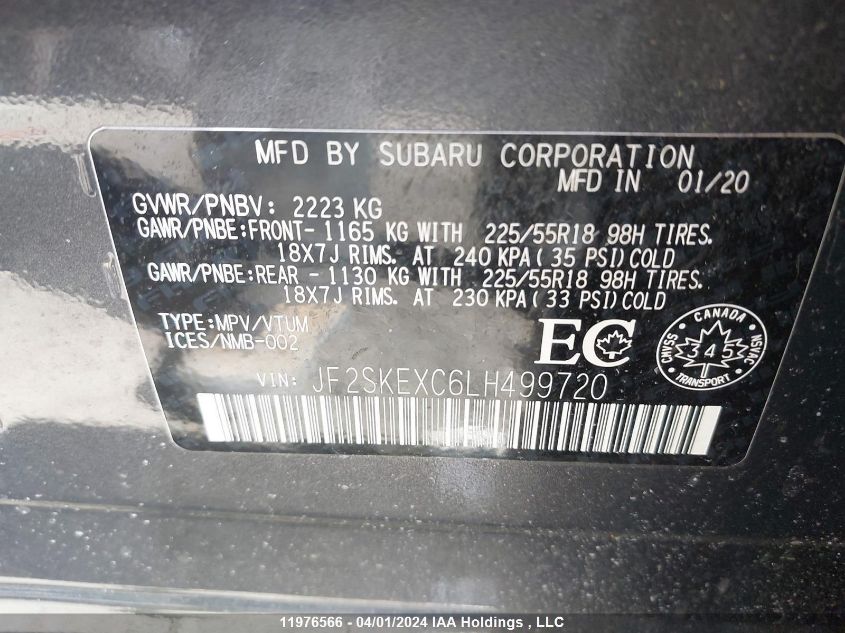 MFD BY SUBARU CORPORATION
MFD IN 01/20
GVWR/PNBV: 2223 KG
GAWR/PNBE:FRONT- 1165 KG WITH 225/55R18 98H TIRES.
18X7J RIMS. AT 240 KPA(35 PSI)COLD
GAWR/PNBE:REAR - 1130 KG WITH 225/55R18 98H TIRES.
18X7J RIMS. AT 230 KPA(33 PSI)COLD
TYPE:MPV/VTUM
ICES/NMB-002
EC
CANADA
CMVSS
345
NSVAC
TRANSPORT
VIN: JF2SKEXC6LH499720
11976566 - 04/01/2024 IAA Holdings , LLC